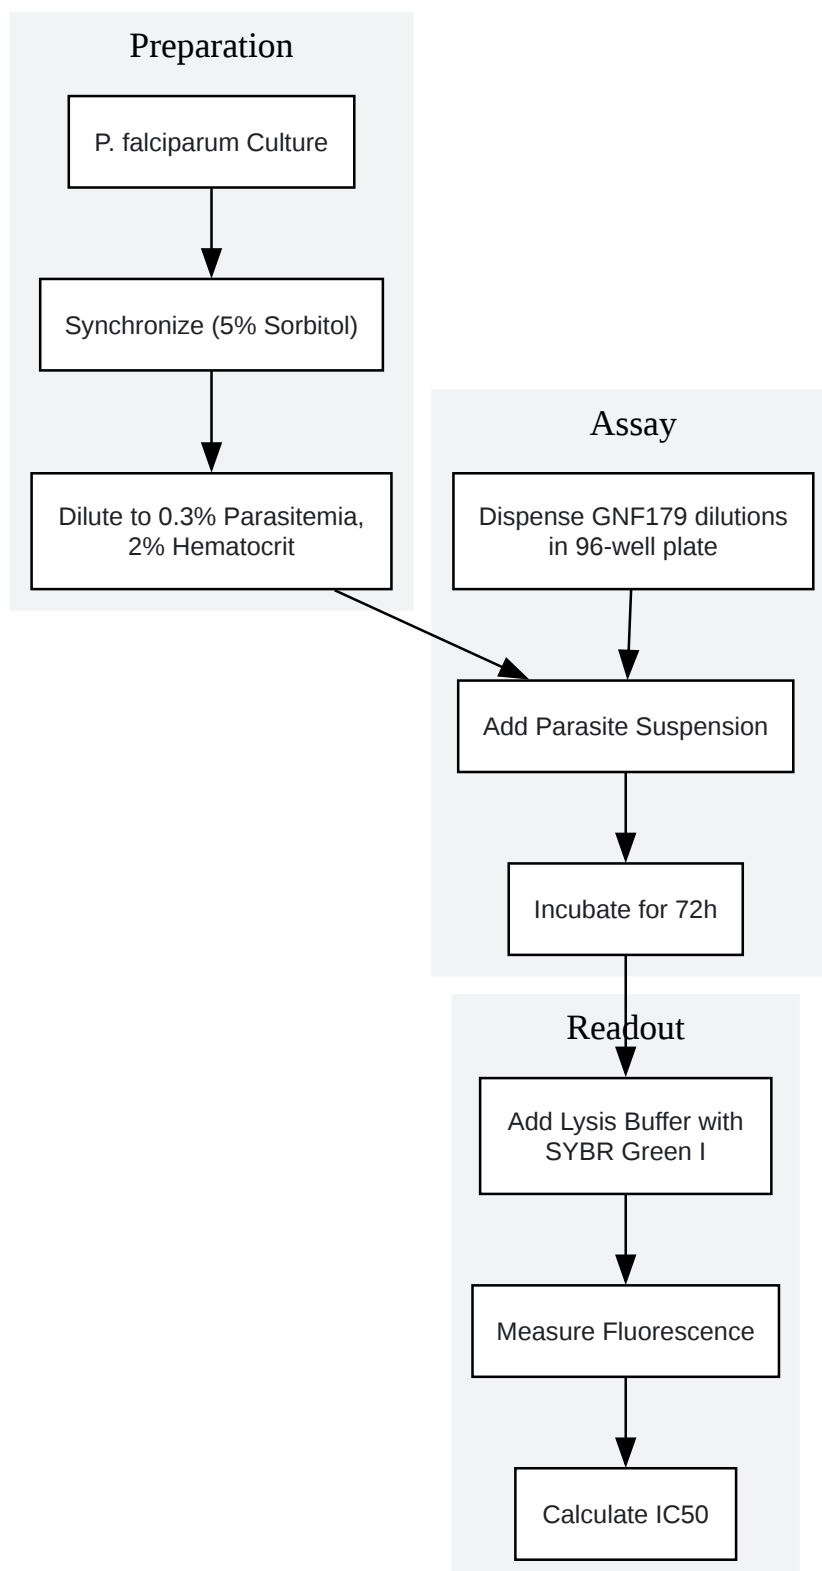 Preparation
P. falciparum Culture
Synchronize (5% Sorbitol)
Dilute to 0.3% Parasitemia,
2% Hematocrit
Assay
Dispense GNF179 dilutions
in 96-well plate
Add Parasite Suspension
Incubate for 72h
Readout
Add Lysis Buffer with
SYBR Green I
Measure Fluorescence
Calculate IC50